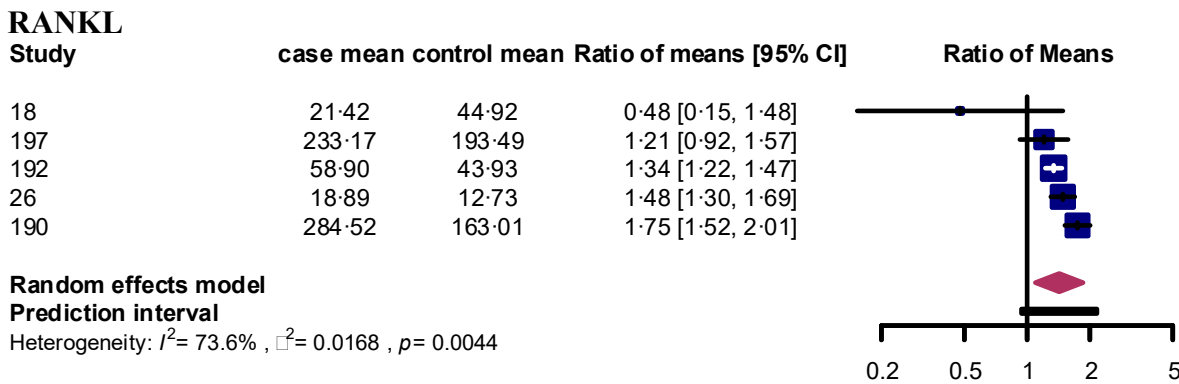 RANKL
Study case mean control mean Ratio of means [95% CI] Ratio of Means
18 21·42 44·92 0·48 [0·15, 1·48]
197 233·17 193·49 1·21 [0·92, 1·57]
192 58·90 43·93 1·34 [1·22, 1·47]
26 18·89 12·73 1·48 [1·30, 1·69]
190 284·52 163·01 1·75 [1·52, 2·01]
Random effects model
Prediction interval
Heterogeneity: I²= 73.6% , □²= 0.0168 , p= 0.0044
0.2 0.5 1 2 5